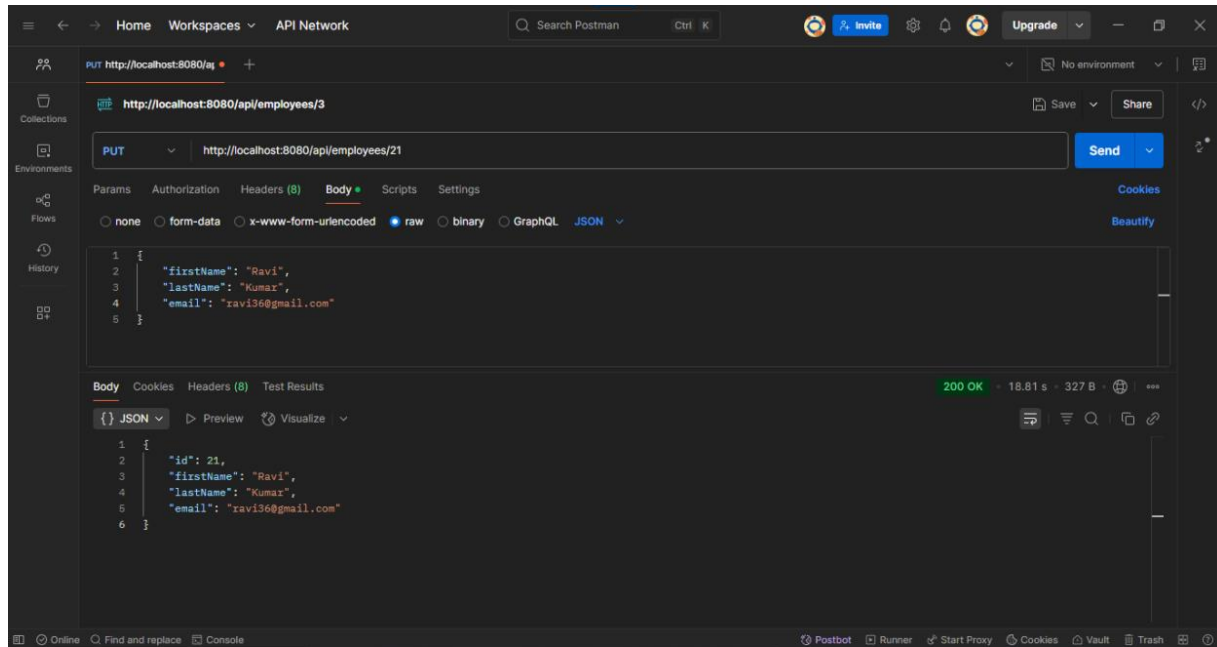 Home Workspaces API Network Search Postman Ctrl K Invite Upgrade
PUT http://localhost:8080/ap No environment
HTTP http://localhost:8080/api/employees/3 Save Share
Collections
PUT http://localhost:8080/api/employees/21 Send
Environments
Params Authorization Headers (8) Body Scripts Settings Cookies
Flows
none form-data x-www-form-urlencoded raw binary GraphQL JSON Beautify
History
1 {
2 "firstName": "Ravi",
3 "lastName": "Kumar",
4 "email": "ravi36@gmail.com"
5 }
Body Cookies Headers (8) Test Results 200 OK 18.81 s 327 B
{} JSON Preview Visualize
1 {
2 "id": 21,
3 "firstName": "Ravi",
4 "lastName": "Kumar",
5 "email": "ravi36@gmail.com"
6 }
Online Find and replace Console Postbot Runner Start Proxy Cookies Vault Trash